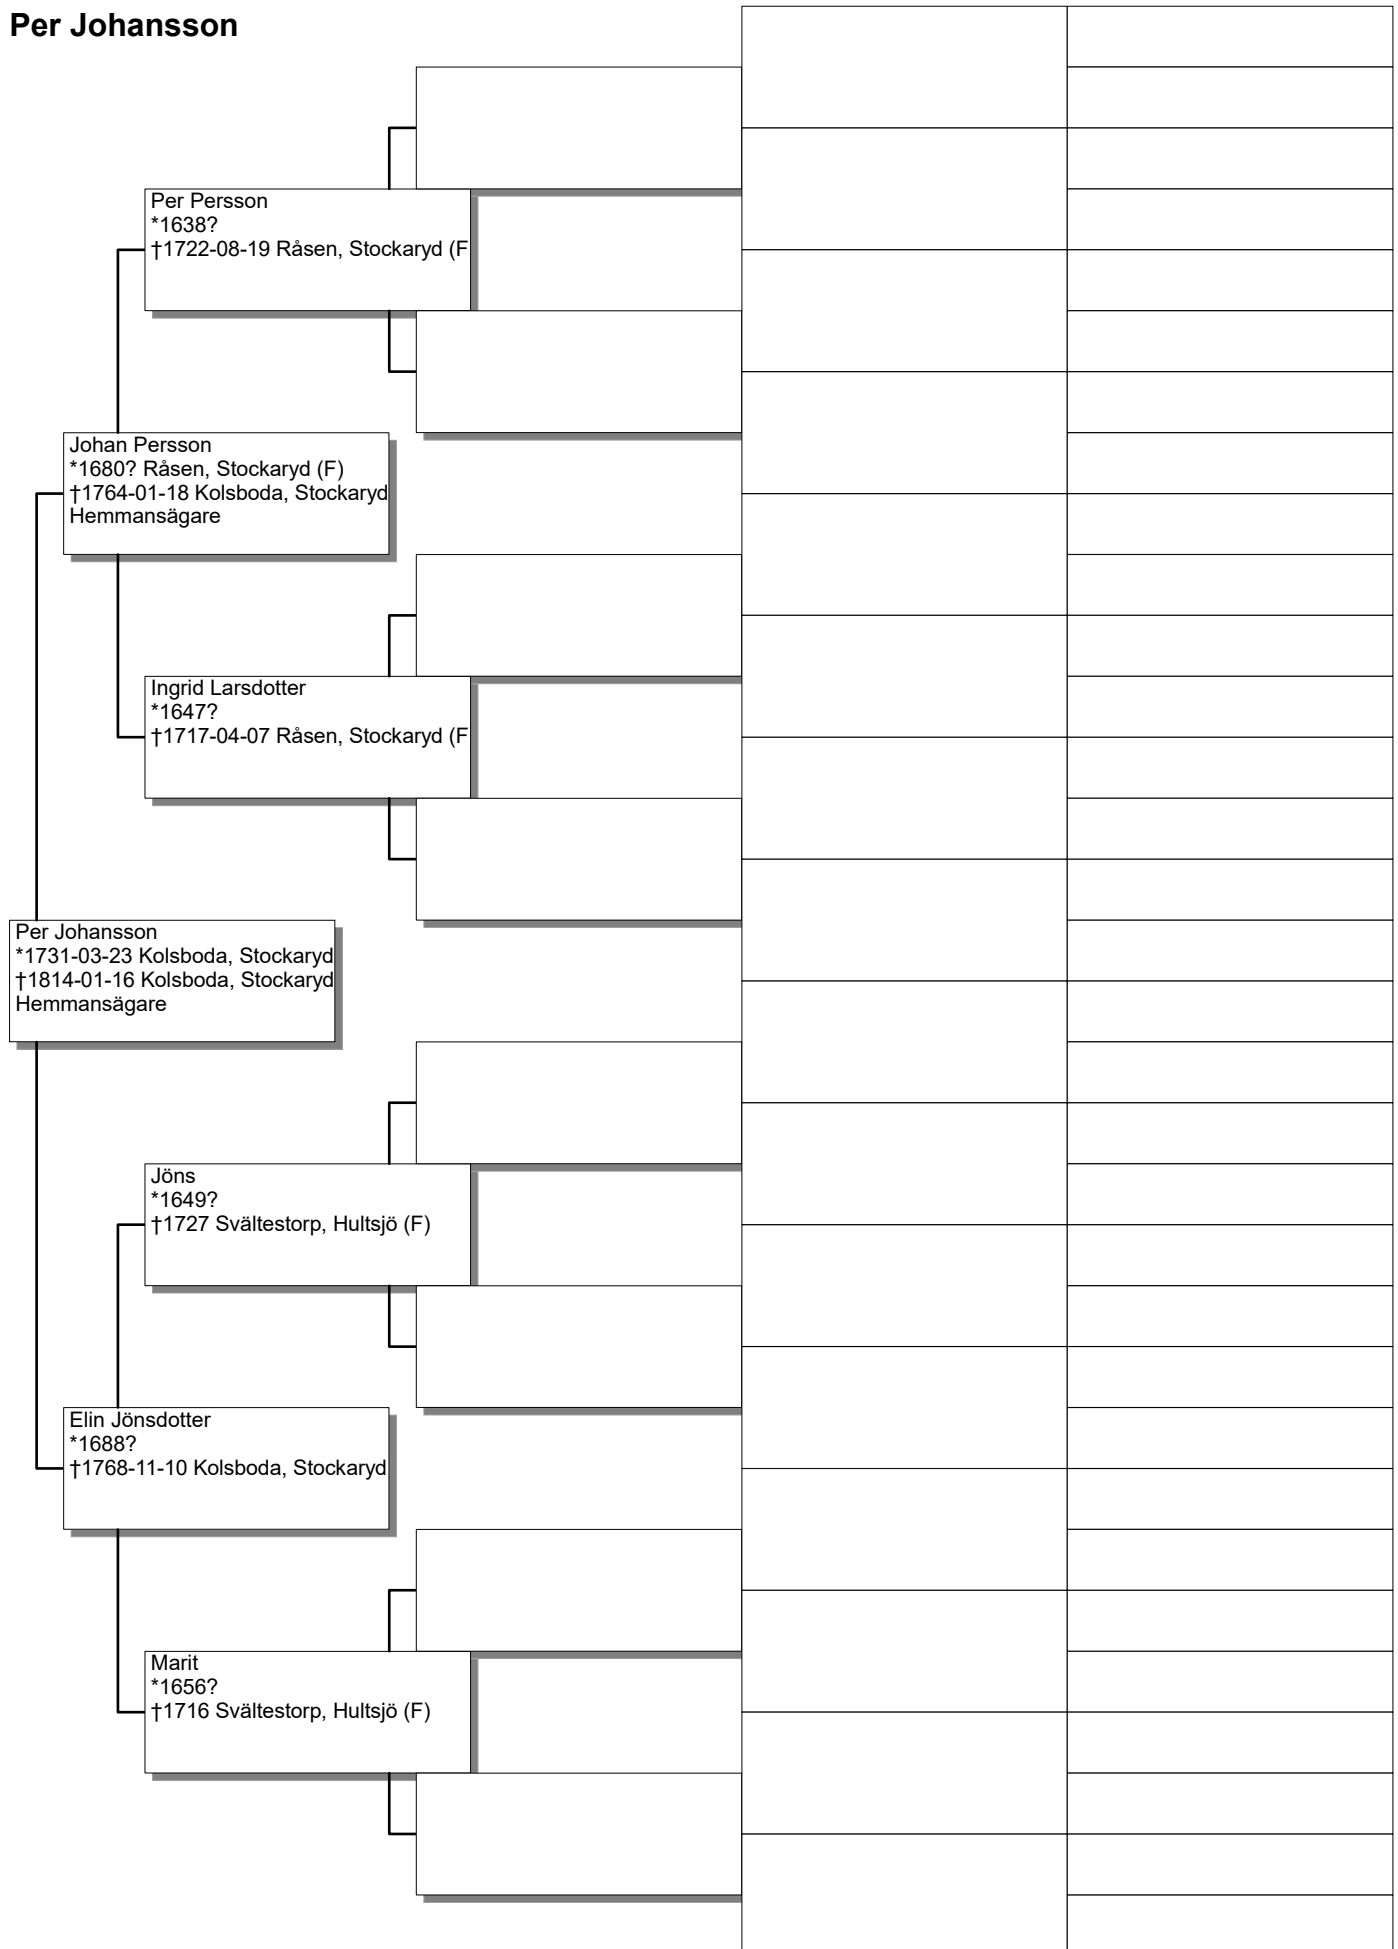 Per Johansson
Per Persson
*1638?
†1722-08-19 Råsen, Stockaryd (F
Johan Persson
*1680? Råsen, Stockaryd (F)
†1764-01-18 Kolsboda, Stockaryd
Hemmansägare
Ingrid Larsdotter
*1647?
†1717-04-07 Råsen, Stockaryd (F
Per Johansson
*1731-03-23 Kolsboda, Stockaryd
†1814-01-16 Kolsboda, Stockaryd
Hemmansägare
Jöns
*1649?
†1727 Svältestorp, Hultsjö (F)
Elin Jönsdotter
*1688?
†1768-11-10 Kolsboda, Stockaryd
Marit
*1656?
†1716 Svältestorp, Hultsjö (F)